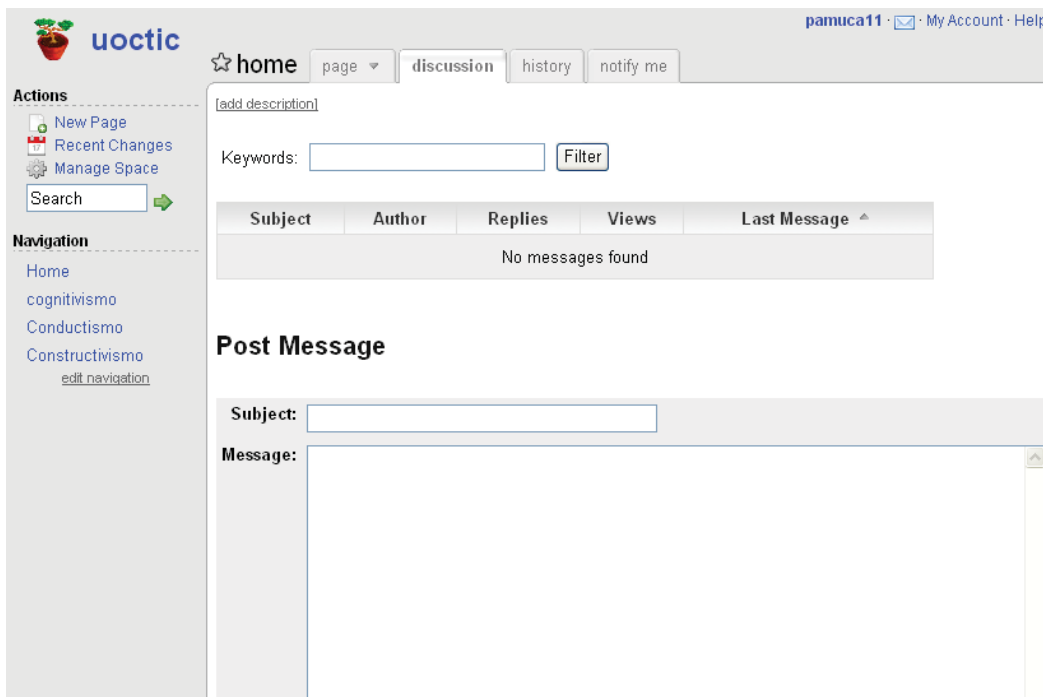 pamuca11 · · My Account · Help
uoctic
home page discussion history notify me
Actions
New Page
Recent Changes
Manage Space
Search
Navigation
Home
cognitivismo
Conductismo
Constructivismo
edit navigation
[add description]
Keywords: Filter
Subject Author Replies Views Last Message
No messages found
Post Message
Subject:
Message: